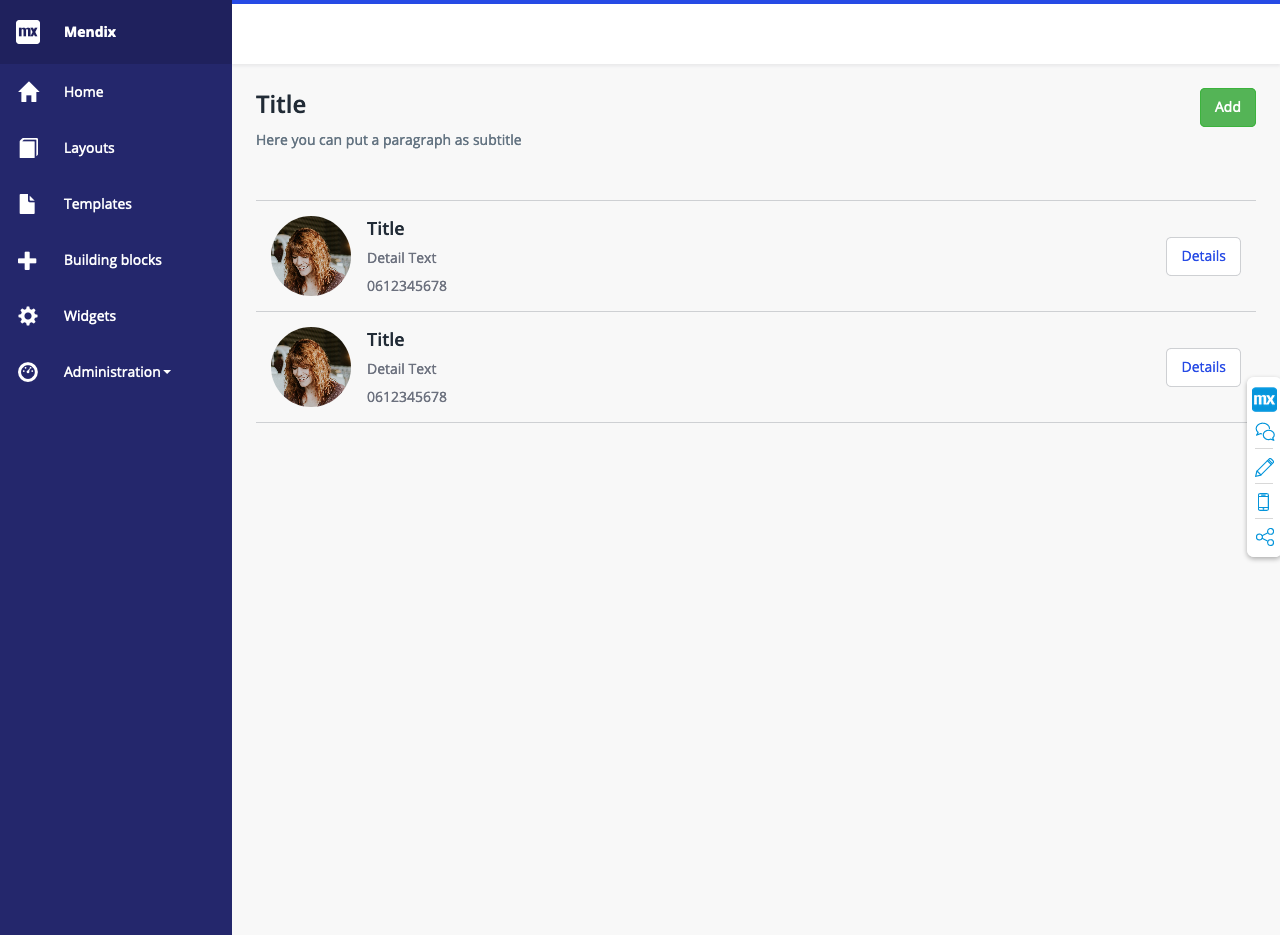 mx Mendix
Home
Layouts
Templates
Building blocks
Widgets
Administration
Title
Add
Here you can put a paragraph as subtitle
Title
Detail Text
0612345678
Details
Title
Detail Text
0612345678
Details
mx